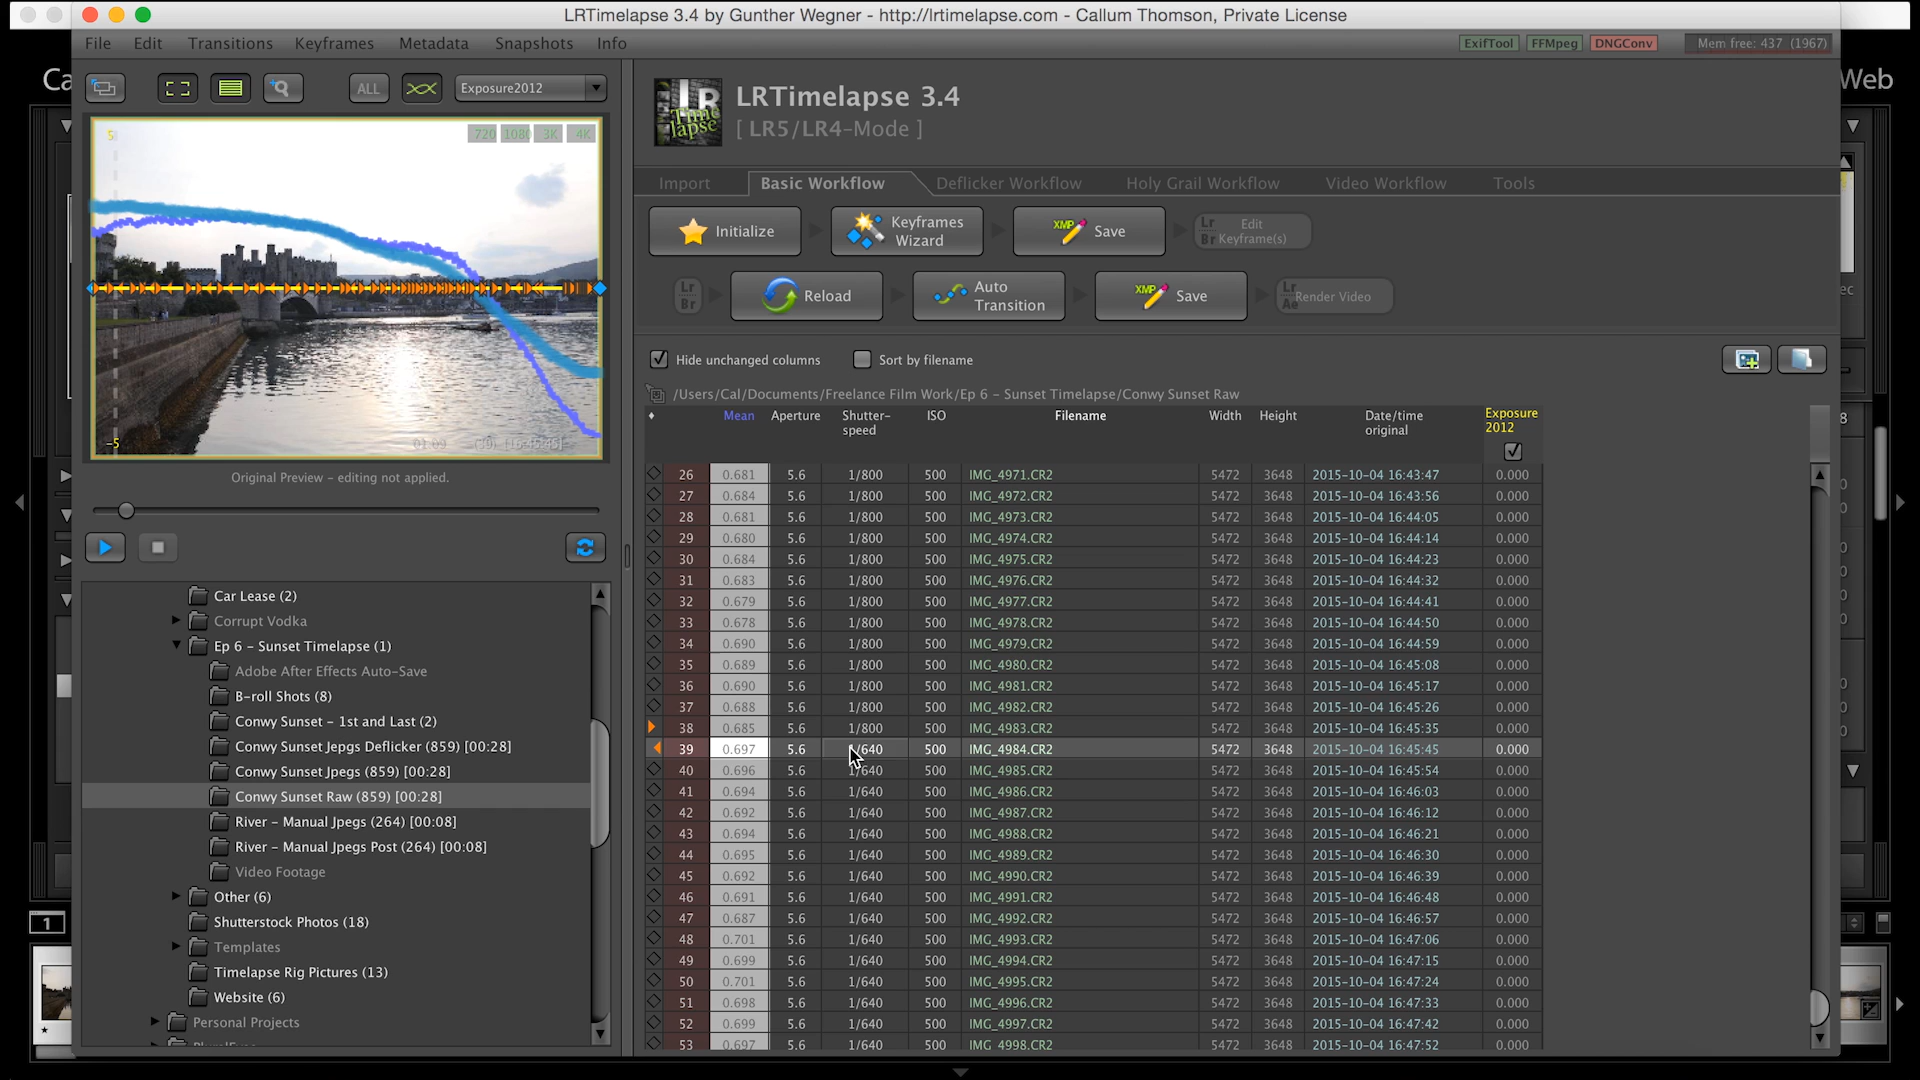 LRTimelapse 3.4 by Gunther Wegner - http://lrtimelapse.com - Callum Thomson, Private License
File Edit Transitions Keyframes Metadata Snapshots Info
ExifTool FFMpeg DNGConv Mem free: 437 (1967)
Ca
Web
ALL Exposure2012
LRTimelapse 3.4
[ LR5/LR4-Mode ]
5 720 1080 3K 4K
-5
Original Preview - editing not applied.
Import Basic Workflow Deflicker Workflow Holy Grail Workflow Video Workflow Tools
Initialize
Keyframes Wizard
XMP Save
Lr Br Edit Keyframe(s)
Lr Br
Reload
Auto Transition
XMP Save
Lr Ae Render Video
Hide unchanged columns Sort by filename
/Users/Cal/Documents/Freelance Film Work/Ep 6 - Sunset Timelapse/Conwy Sunset Raw
Mean Aperture Shutter-speed ISO Filename Width Height Date/time original Exposure 2012
26 0.681 5.6 1/800 500 IMG_4971.CR2 5472 3648 2015-10-04 16:43:47 0.000
27 0.684 5.6 1/800 500 IMG_4972.CR2 5472 3648 2015-10-04 16:43:56 0.000
28 0.681 5.6 1/800 500 IMG_4973.CR2 5472 3648 2015-10-04 16:44:05 0.000
29 0.680 5.6 1/800 500 IMG_4974.CR2 5472 3648 2015-10-04 16:44:14 0.000
30 0.684 5.6 1/800 500 IMG_4975.CR2 5472 3648 2015-10-04 16:44:23 0.000
31 0.683 5.6 1/800 500 IMG_4976.CR2 5472 3648 2015-10-04 16:44:32 0.000
32 0.679 5.6 1/800 500 IMG_4977.CR2 5472 3648 2015-10-04 16:44:41 0.000
33 0.678 5.6 1/800 500 IMG_4978.CR2 5472 3648 2015-10-04 16:44:50 0.000
34 0.690 5.6 1/800 500 IMG_4979.CR2 5472 3648 2015-10-04 16:44:59 0.000
35 0.689 5.6 1/800 500 IMG_4980.CR2 5472 3648 2015-10-04 16:45:08 0.000
36 0.690 5.6 1/800 500 IMG_4981.CR2 5472 3648 2015-10-04 16:45:17 0.000
37 0.688 5.6 1/800 500 IMG_4982.CR2 5472 3648 2015-10-04 16:45:26 0.000
38 0.685 5.6 1/800 500 IMG_4983.CR2 5472 3648 2015-10-04 16:45:35 0.000
39 0.697 5.6 1/640 500 IMG_4984.CR2 5472 3648 2015-10-04 16:45:45 0.000
40 0.696 5.6 1/640 500 IMG_4985.CR2 5472 3648 2015-10-04 16:45:54 0.000
41 0.694 5.6 1/640 500 IMG_4986.CR2 5472 3648 2015-10-04 16:46:03 0.000
42 0.692 5.6 1/640 500 IMG_4987.CR2 5472 3648 2015-10-04 16:46:12 0.000
43 0.694 5.6 1/640 500 IMG_4988.CR2 5472 3648 2015-10-04 16:46:21 0.000
44 0.695 5.6 1/640 500 IMG_4989.CR2 5472 3648 2015-10-04 16:46:30 0.000
45 0.692 5.6 1/640 500 IMG_4990.CR2 5472 3648 2015-10-04 16:46:39 0.000
46 0.691 5.6 1/640 500 IMG_4991.CR2 5472 3648 2015-10-04 16:46:48 0.000
47 0.687 5.6 1/640 500 IMG_4992.CR2 5472 3648 2015-10-04 16:46:57 0.000
48 0.701 5.6 1/640 500 IMG_4993.CR2 5472 3648 2015-10-04 16:47:06 0.000
49 0.699 5.6 1/640 500 IMG_4994.CR2 5472 3648 2015-10-04 16:47:15 0.000
50 0.701 5.6 1/640 500 IMG_4995.CR2 5472 3648 2015-10-04 16:47:24 0.000
51 0.698 5.6 1/640 500 IMG_4996.CR2 5472 3648 2015-10-04 16:47:33 0.000
52 0.699 5.6 1/640 500 IMG_4997.CR2 5472 3648 2015-10-04 16:47:42 0.000
53 0.697 5.6 1/640 500 IMG_4998.CR2 5472 3648 2015-10-04 16:47:52 0.000
Car Lease (2)
Corrupt Vodka
Ep 6 - Sunset Timelapse (1)
Adobe After Effects Auto-Save
B-roll Shots (8)
Conwy Sunset - 1st and Last (2)
Conwy Sunset Jepgs Deflicker (859) [00:28]
Conwy Sunset Jpegs (859) [00:28]
Conwy Sunset Raw (859) [00:28]
River - Manual Jpegs (264) [00:08]
River - Manual Jpegs Post (264) [00:08]
Video Footage
Other (6)
Shutterstock Photos (18)
Templates
Timelapse Rig Pictures (13)
Website (6)
Personal Projects
1